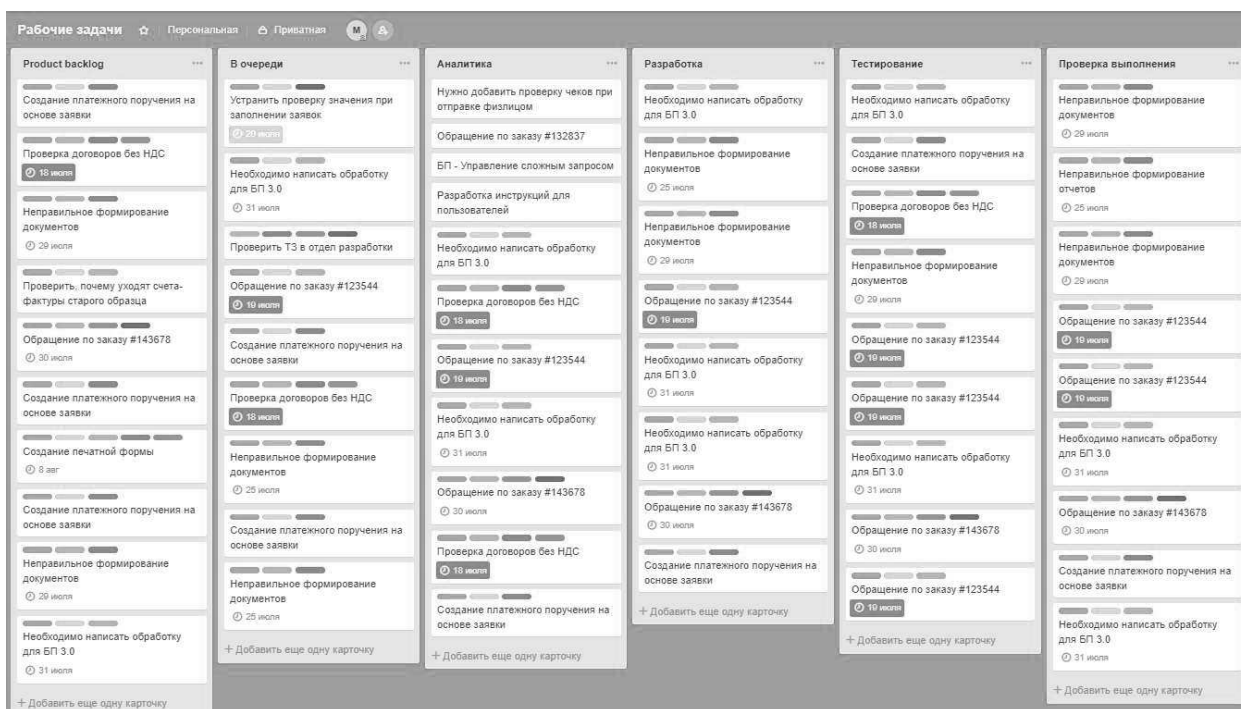 Рабочие задачи
Персональная
Приватная
М
Product backlog
Создание платежного поручения на
основе заявки
Проверка договоров без НДС
18 июля
Неправильное формирование
документов
29 июля
Проверить, почему уходят счета-
фактуры старого образца
Обращение по заказу #143678
30 июля
Создание платежного поручения на
основе заявки
Создание печатной формы
8 авг
Создание платежного поручения на
основе заявки
Неправильное формирование
документов
29 июля
Необходимо написать обработку
для БП 3.0
31 июля
+ Добавить еще одну карточку
В очереди
Устранить проверку значения при
заполнении заявок
29 июля
Необходимо написать обработку
для БП 3.0
31 июля
Проверить ТЗ в отдел разработки
Обращение по заказу #123544
19 июля
Создание платежного поручения на
основе заявки
Проверка договоров без НДС
18 июля
Неправильное формирование
документов
25 июля
Создание платежного поручения на
основе заявки
Неправильное формирование
документов
25 июля
+ Добавить еще одну карточку
Аналитика
Нужно добавить проверку чеков при
отправке физлицом
Обращение по заказу #132837
БП - Управление сложным запросом
Разработка инструкций для
пользователей
Необходимо написать обработку
для БП 3.0
Проверка договоров без НДС
18 июля
Обращение по заказу #123544
19 июля
Необходимо написать обработку
для БП 3.0
31 июля
Обращение по заказу #143678
30 июля
Проверка договоров без НДС
18 июля
Создание платежного поручения на
основе заявки
+ Добавить еще одну карточку
Разработка
Необходимо написать обработку
для БП 3.0
Неправильное формирование
документов
25 июля
Неправильное формирование
документов
29 июля
Обращение по заказу #123544
19 июля
Необходимо написать обработку
для БП 3.0
31 июля
Необходимо написать обработку
для БП 3.0
31 июля
Обращение по заказу #143678
30 июля
Создание платежного поручения на
основе заявки
+ Добавить еще одну карточку
Тестирование
Необходимо написать обработку
для БП 3.0
Создание платежного поручения на
основе заявки
Проверка договоров без НДС
18 июля
Неправильное формирование
документов
29 июля
Обращение по заказу #123544
19 июля
Обращение по заказу #123544
19 июля
Необходимо написать обработку
для БП 3.0
31 июля
Обращение по заказу #143678
30 июля
Обращение по заказу #123544
19 июля
+ Добавить еще одну карточку
Проверка выполнения
Неправильное формирование
документов
29 июля
Неправильное формирование
отчетов
25 июля
Неправильное формирование
документов
29 июля
Обращение по заказу #123544
19 июля
Обращение по заказу #123544
19 июля
Необходимо написать обработку
для БП 3.0
31 июля
Обращение по заказу #143678
30 июля
Создание платежного поручения на
основе заявки
Необходимо написать обработку
для БП 3.0
31 июля
+ Добавить еще одну карточку